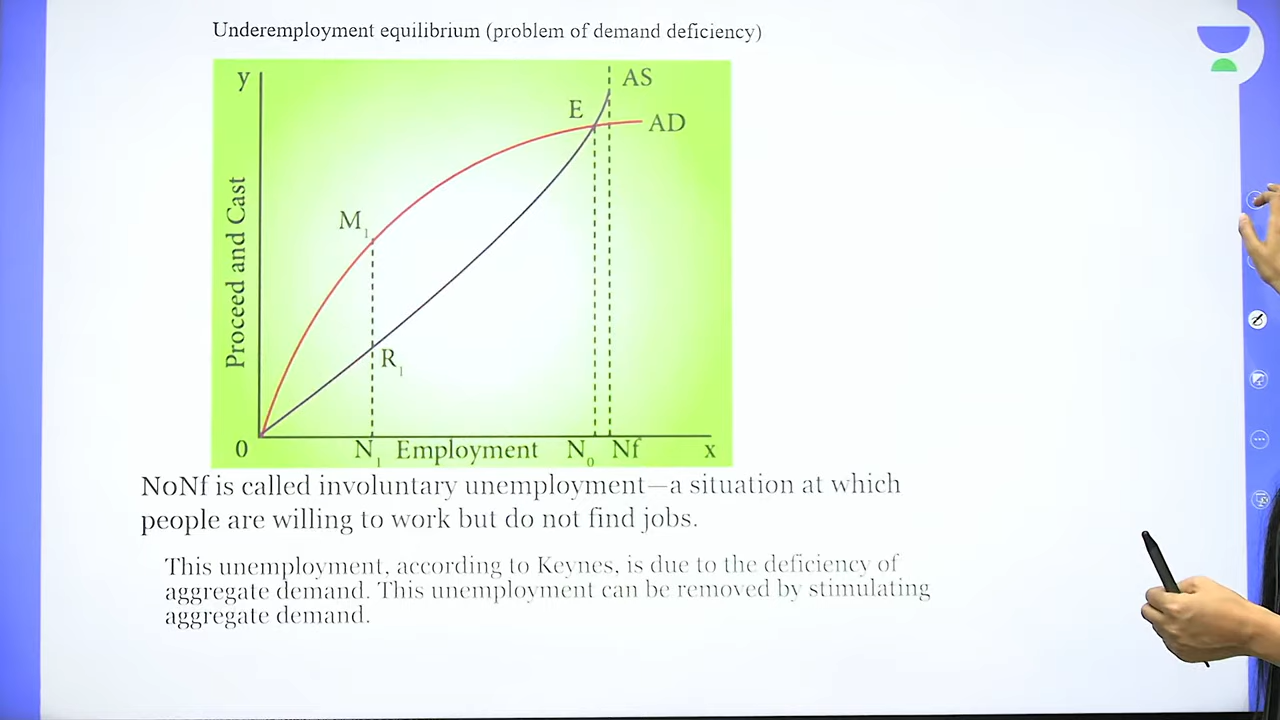 Underemployment equilibrium (problem of demand deficiency)
y
AS
E
AD
Proceed and Cast
M1
R1
0
N1
Employment
N0
Nf
x
NoNf is called involuntary unemployment—a situation at which
people are willing to work but do not find jobs.
This unemployment, according to Keynes, is due to the deficiency of
aggregate demand. This unemployment can be removed by stimulating
aggregate demand.